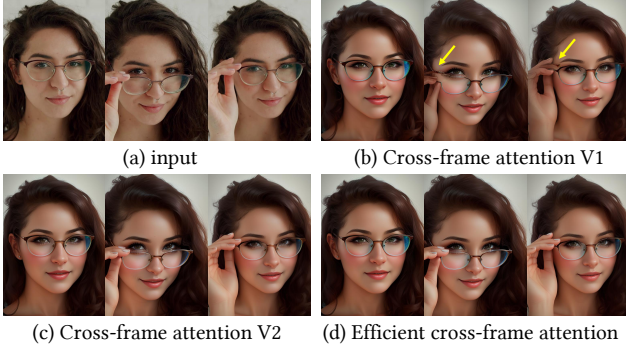 (a) input
(b) Cross-frame attention V1
(c) Cross-frame attention V2
(d) Efficient cross-frame attention